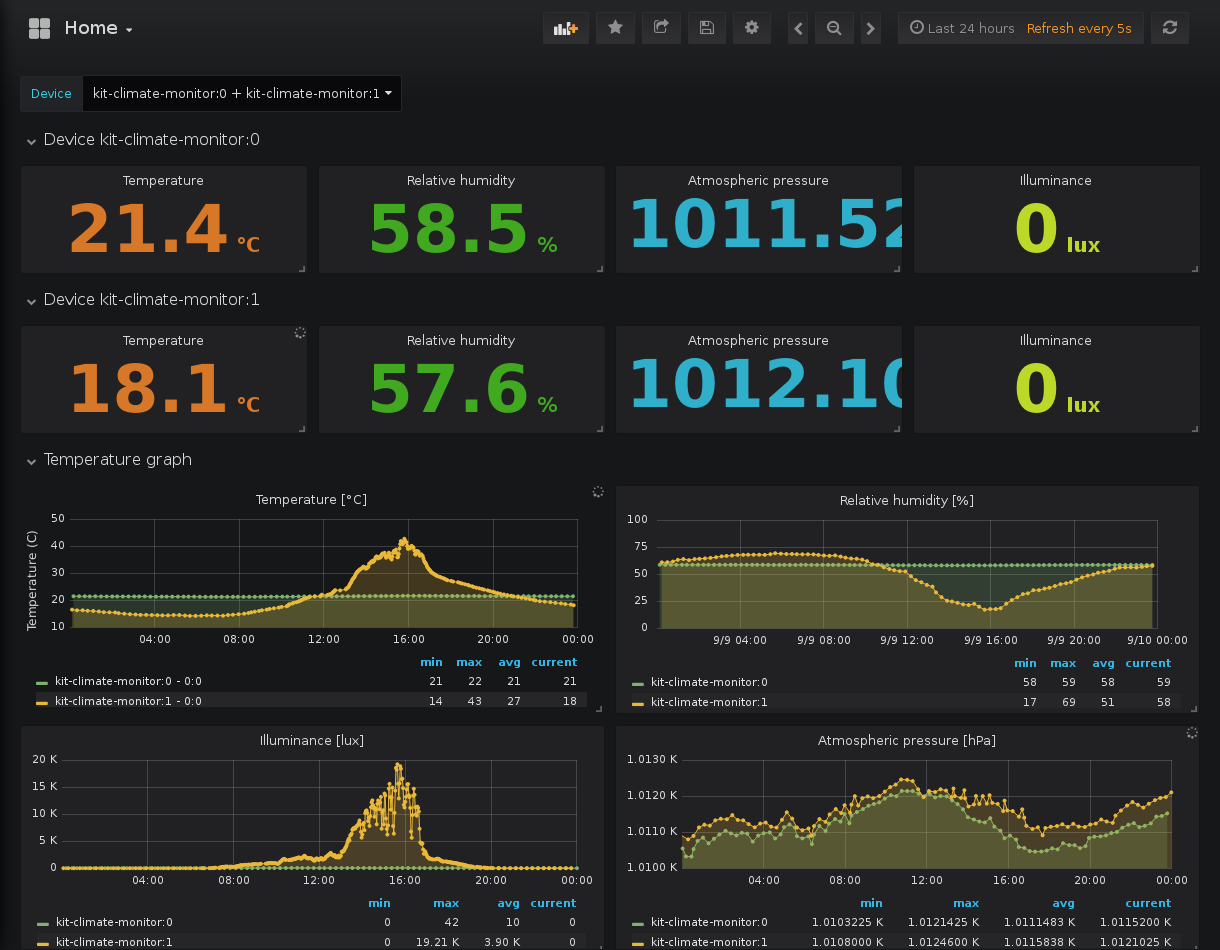 Home
Last 24 hours Refresh every 5s
Device kit-climate-monitor:0 + kit-climate-monitor:1
Device kit-climate-monitor:0
Temperature Relative humidity Atmospheric pressure Illuminance
21.4 °C 58.5 % 1011.52 0 lux
Device kit-climate-monitor:1
Temperature Relative humidity Atmospheric pressure Illuminance
18.1 °C 57.6 % 1012.10 0 lux
Temperature graph
Temperature [°C]
Temperature (C)
50
40
30
20
10
04:00 08:00 12:00 16:00 20:00 00:00
min max avg current
kit-climate-monitor:0 - 0:0 21 22 21 21
kit-climate-monitor:1 - 0:0 14 43 27 18
Relative humidity [%]
100
75
50
25
0
9/9 04:00 9/9 08:00 9/9 12:00 9/9 16:00 9/9 20:00 9/10 00:00
min max avg current
kit-climate-monitor:0 58 59 58 59
kit-climate-monitor:1 17 69 51 58
Illuminance [lux]
20 K
15 K
10 K
5 K
0
04:00 08:00 12:00 16:00 20:00 00:00
min max avg current
kit-climate-monitor:0 0 42 10 0
kit-climate-monitor:1 0 19.21 K 3.90 K 0
Atmospheric pressure [hPa]
1.0130 K
1.0120 K
1.0110 K
1.0100 K
04:00 08:00 12:00 16:00 20:00 00:00
min max avg current
kit-climate-monitor:0 1.0103225 K 1.0121425 K 1.0111483 K 1.0115200 K
kit-climate-monitor:1 1.0108000 K 1.0124600 K 1.0115838 K 1.0121025 K